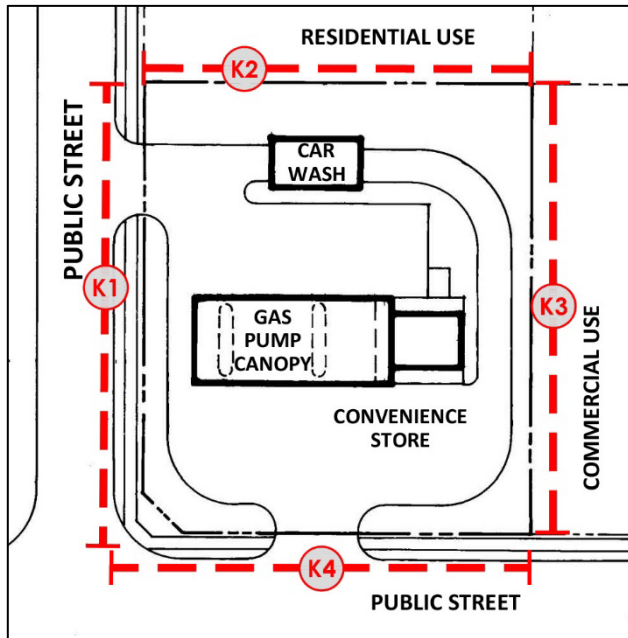 RESIDENTIAL USE
K2
PUBLIC STREET
CAR
WASH
K1
K3
GAS
PUMP
CANOPY
CONVENIENCE
STORE
COMMERCIAL USE
K4
PUBLIC STREET